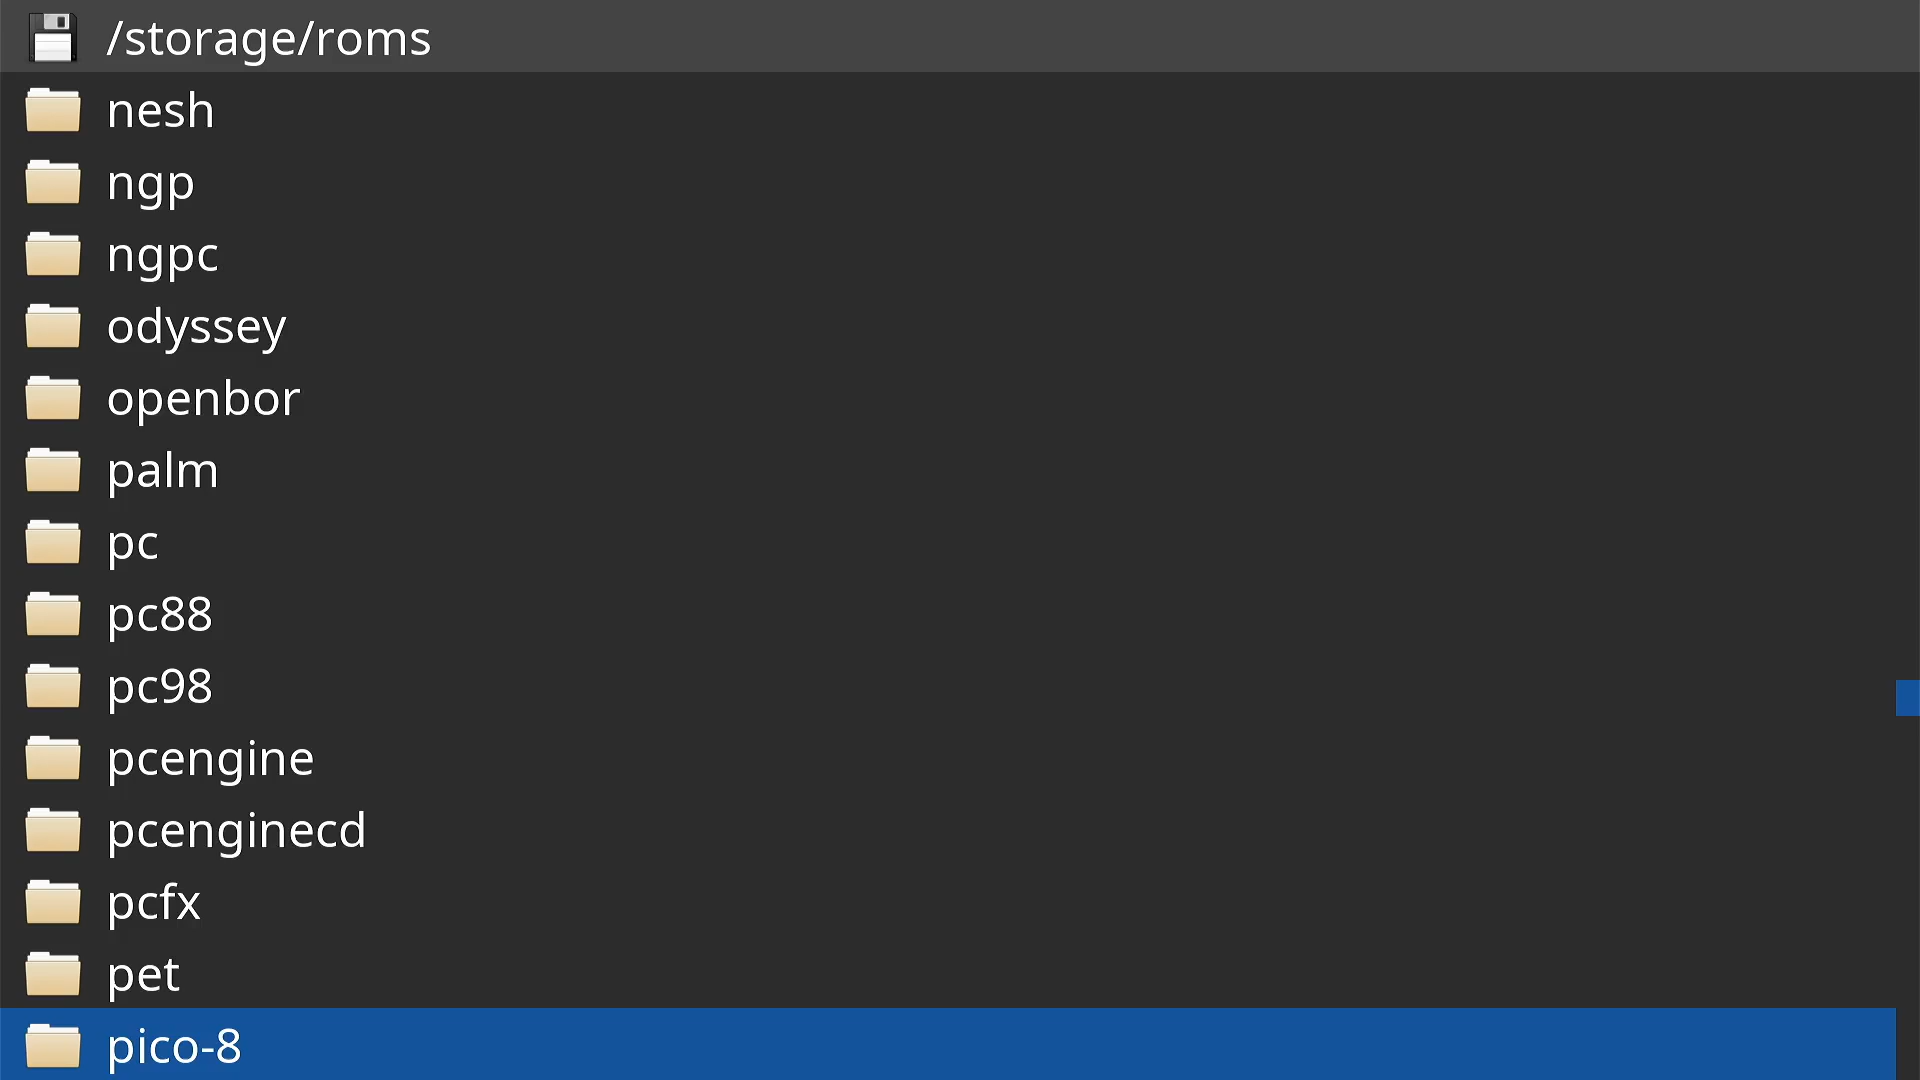 /storage/roms
nesh
ngp
ngpc
odyssey
openbor
palm
pc
pc88
pc98
pcengine
pcenginecd
pcfx
pet
pico-8